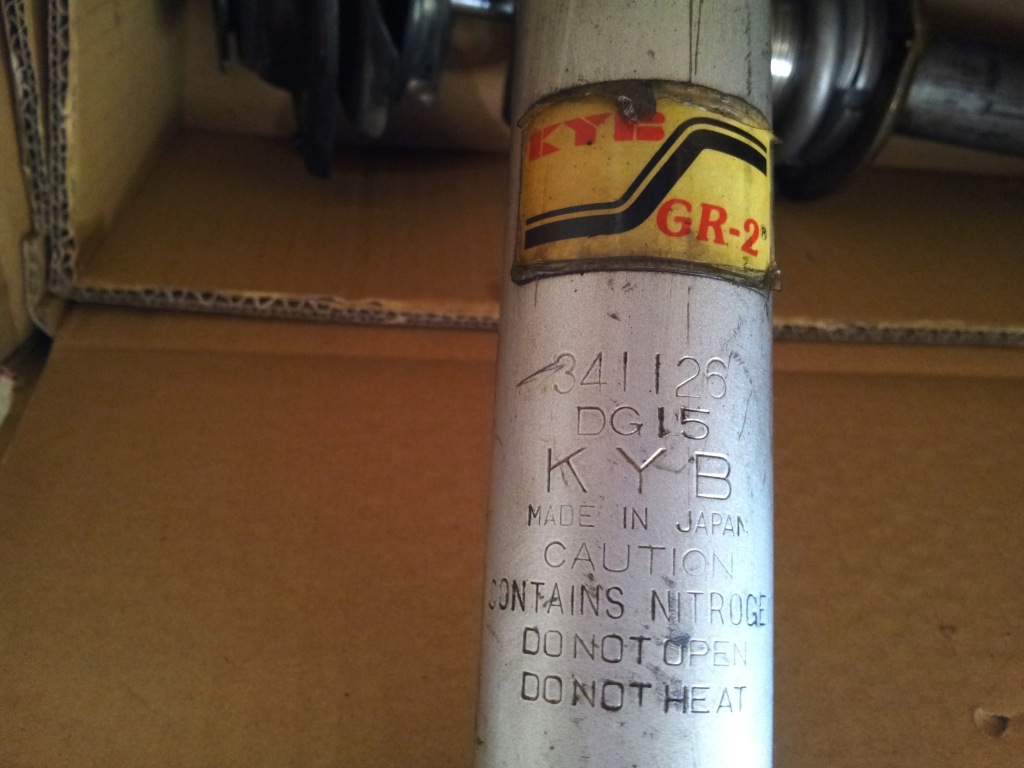 KYB
GR-2®
341126
DG15
KYB
MADE IN JAPAN
CAUTION
CONTAINS NITROGE
DO NOT OPEN
DO NOT HEAT